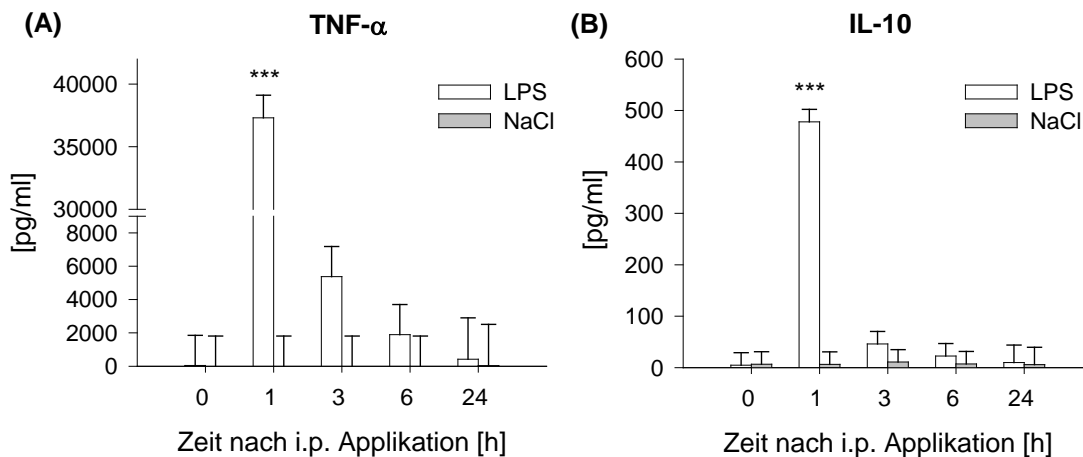 (A)
TNF-α
***
LPS
NaCl
[pg/ml]
40000
35000
30000
8000
6000
4000
2000
0
0 1 3 6 24
Zeit nach i.p. Applikation [h]
(B)
IL-10
***
LPS
NaCl
[pg/ml]
600
500
400
300
200
100
0
0 1 3 6 24
Zeit nach i.p. Applikation [h]